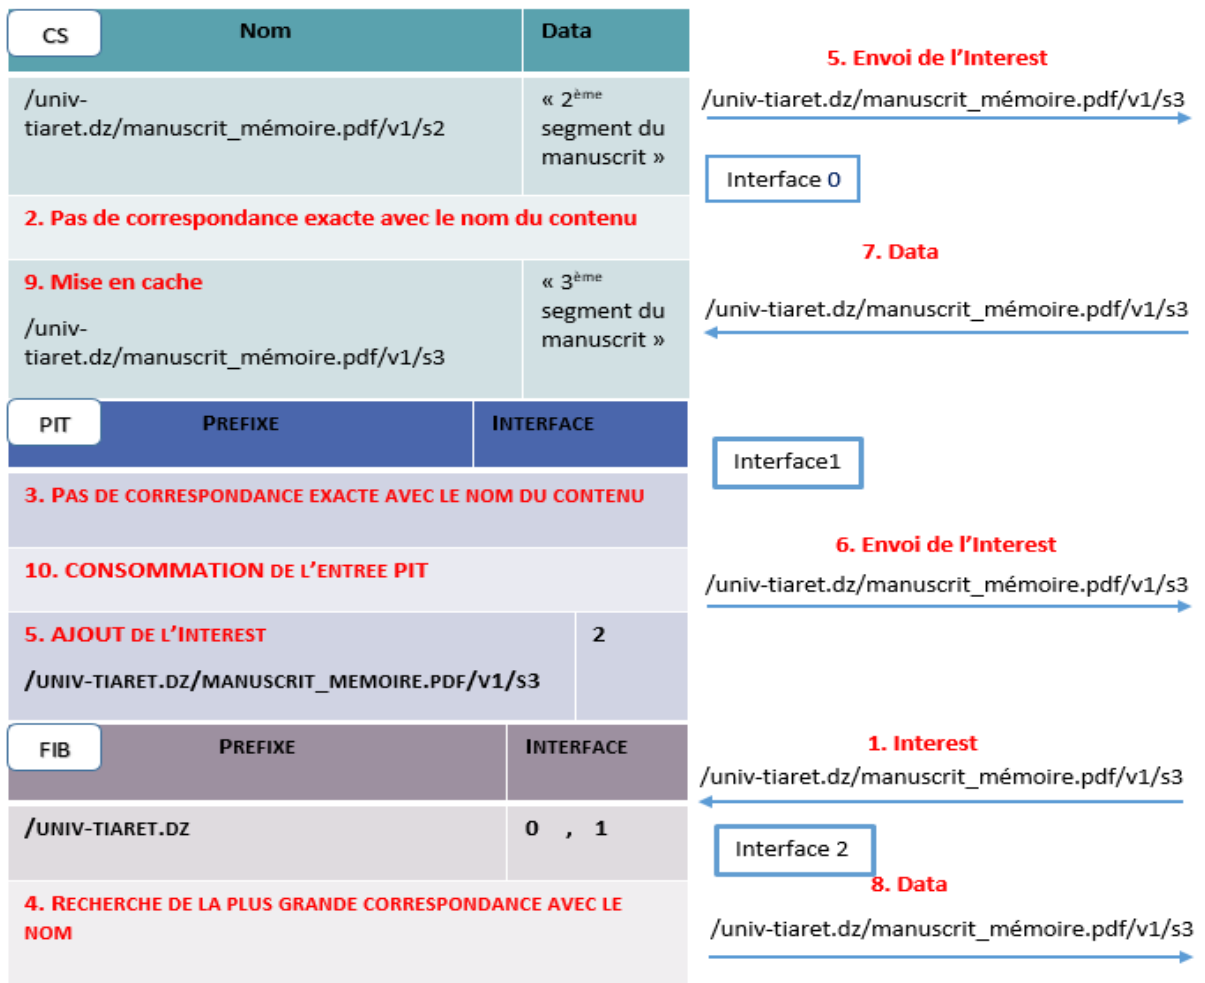 CS Nom Data
/univ-
tiaret.dz/manuscrit_mémoire.pdf/v1/s2
« 2ème
segment du
manuscrit »
2. Pas de correspondance exacte avec le nom du contenu
9. Mise en cache
/univ-
tiaret.dz/manuscrit_mémoire.pdf/v1/s3
« 3ème
segment du
manuscrit »
PIT PREFIXE INTERFACE
3. PAS DE CORRESPONDANCE EXACTE AVEC LE NOM DU CONTENU
10. CONSOMMATION DE L'ENTREE PIT
5. AJOUT DE L'INTEREST 2
/UNIV-TIARET.DZ/MANUSCRIT_MEMOIRE.PDF/V1/S3
FIB PREFIXE INTERFACE
/UNIV-TIARET.DZ 0 , 1
4. RECHERCHE DE LA PLUS GRANDE CORRESPONDANCE AVEC LE
NOM
5. Envoi de l'Interest
/univ-tiaret.dz/manuscrit_mémoire.pdf/v1/s3
Interface 0
7. Data
/univ-tiaret.dz/manuscrit_mémoire.pdf/v1/s3
Interface1
6. Envoi de l'Interest
/univ-tiaret.dz/manuscrit_mémoire.pdf/v1/s3
1. Interest
/univ-tiaret.dz/manuscrit_mémoire.pdf/v1/s3
Interface 2
8. Data
/univ-tiaret.dz/manuscrit_mémoire.pdf/v1/s3